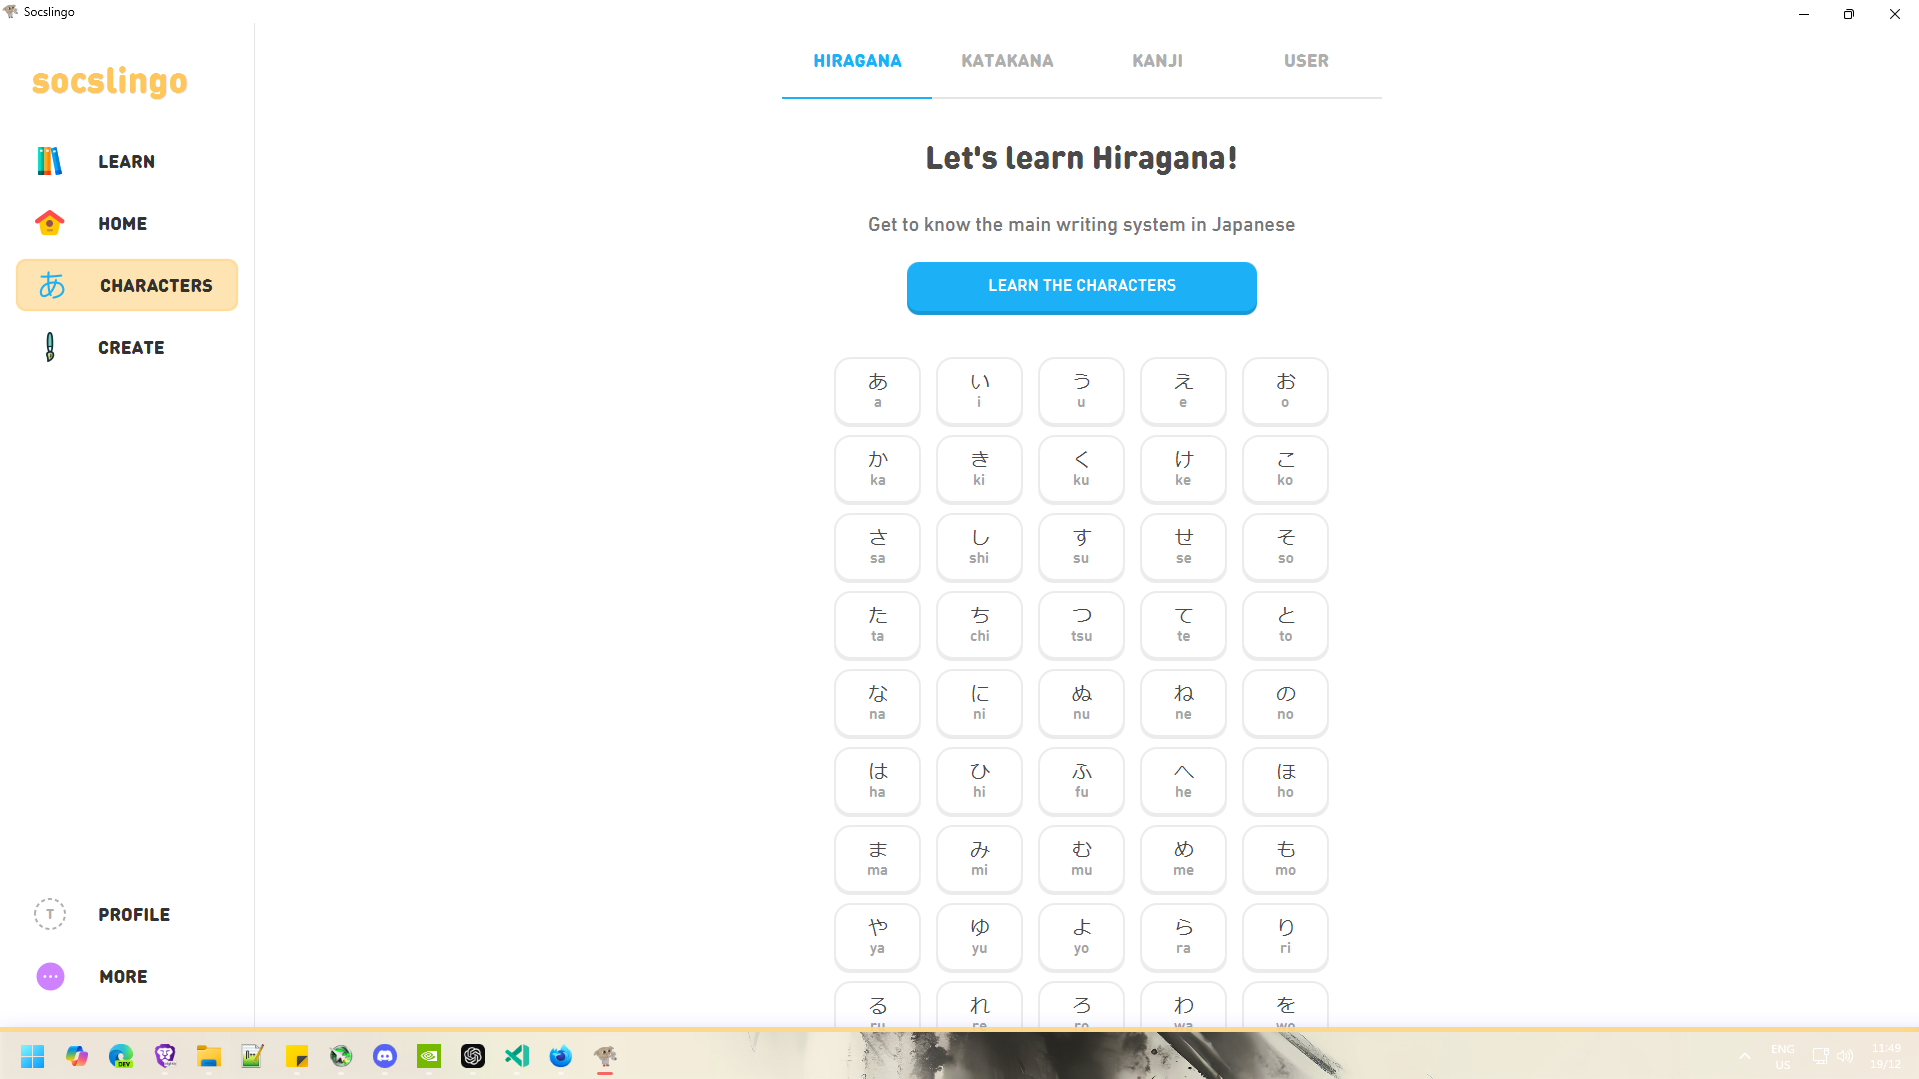 Socslingo
socslingo
LEARN
HOME
あ CHARACTERS
CREATE
T PROFILE
MORE
HIRAGANA KATAKANA KANJI USER
Let's learn Hiragana!
Get to know the main writing system in Japanese
LEARN THE CHARACTERS
あ い う え お
a i u e o
か き く け こ
ka ki ku ke ko
さ し す せ そ
sa shi su se so
た ち つ て と
ta chi tsu te to
な に ぬ ね の
na ni nu ne no
は ひ ふ へ ほ
ha hi fu he ho
ま み む め も
ma mi mu me mo
や ゆ よ ら り
ya yu yo ra ri
る れ ろ わ を
ru re ro wa wo
DEV
ENG
US
11:49
19/12